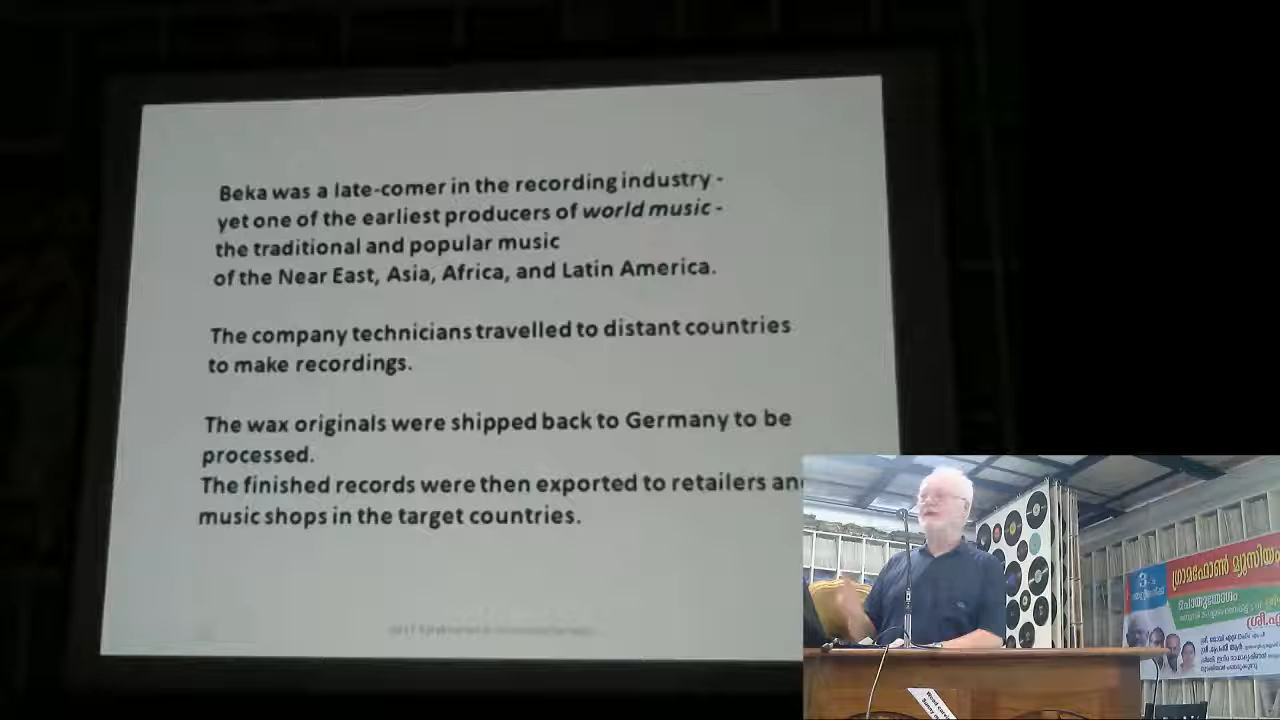 Beka was a late-comer in the recording industry -
yet one of the earliest producers of world music -
the traditional and popular music
of the Near East, Asia, Africa, and Latin America.
The company technicians travelled to distant countries
to make recordings.
The wax originals were shipped back to Germany to be
processed.
The finished records were then exported to retailers an
music shops in the target countries.
ഗ്രാമഫോൺ മ്യൂസിയം
പൊതുയോഗം